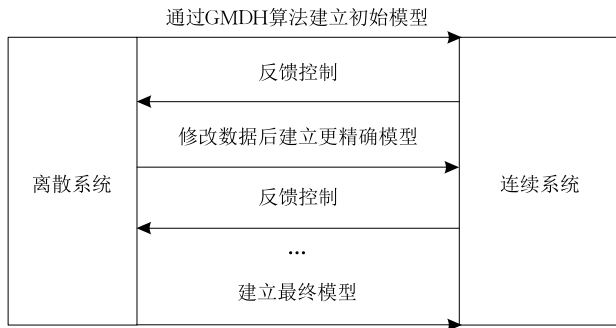 通过GMDH算法建立初始模型
反馈控制
修改数据后建立更精确模型
离散系统
连续系统
反馈控制
...
建立最终模型